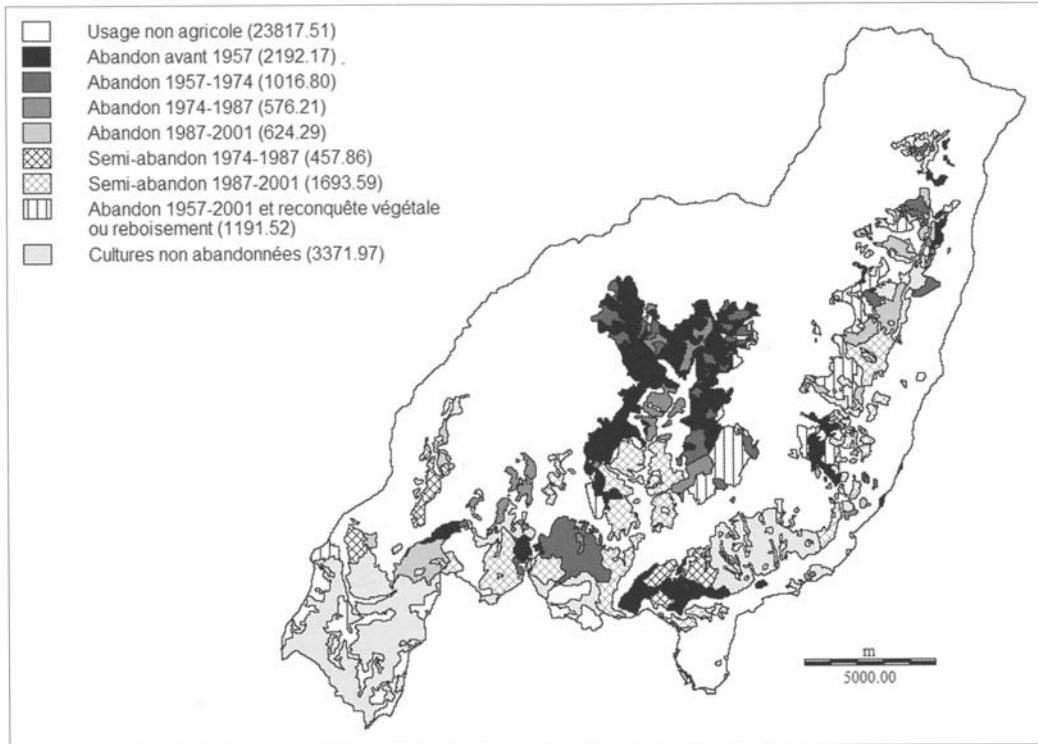 Usage non agricole (23817.51)
Abandon avant 1957 (2192.17)
Abandon 1957-1974 (1016.80)
Abandon 1974-1987 (576.21)
Abandon 1987-2001 (624.29)
Semi-abandon 1974-1987 (457.86)
Semi-abandon 1987-2001 (1693.59)
Abandon 1957-2001 et reconquête végétale
ou reboisement (1191.52)
Cultures non abandonnées (3371.97)
m
5000.00